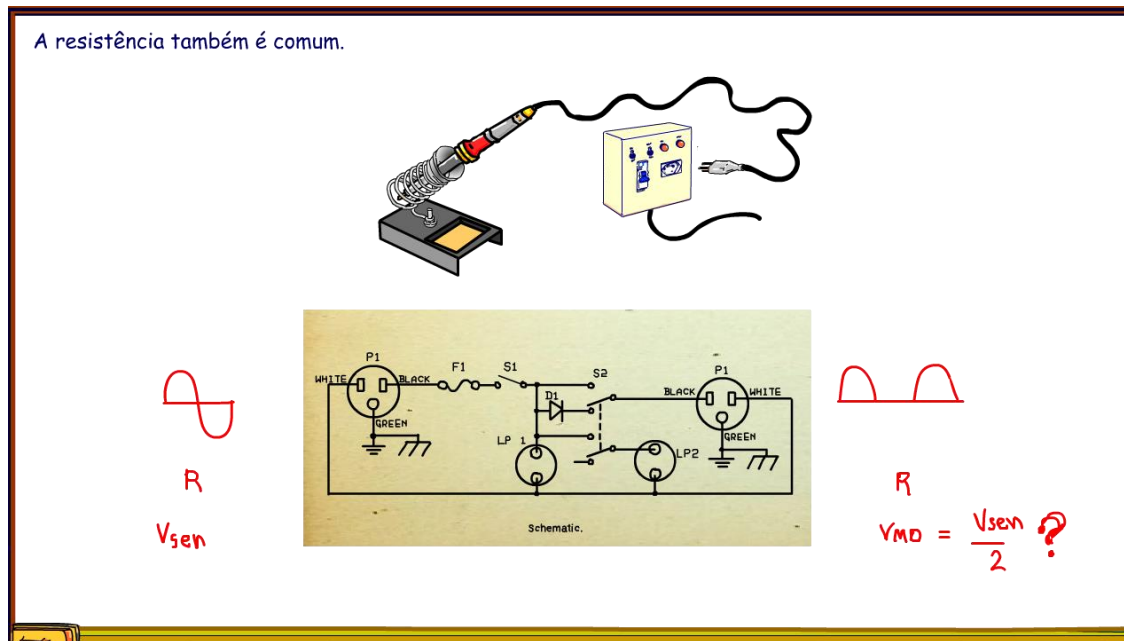 A resistência também é comum.
P1
F1
S1
S2
P1
WHITE
BLACK
D1
BLACK
WHITE
GREEN
GREEN
LP 1
LP2
Schematic.
R
Vsen
R
VMD = Vsen / 2 ?